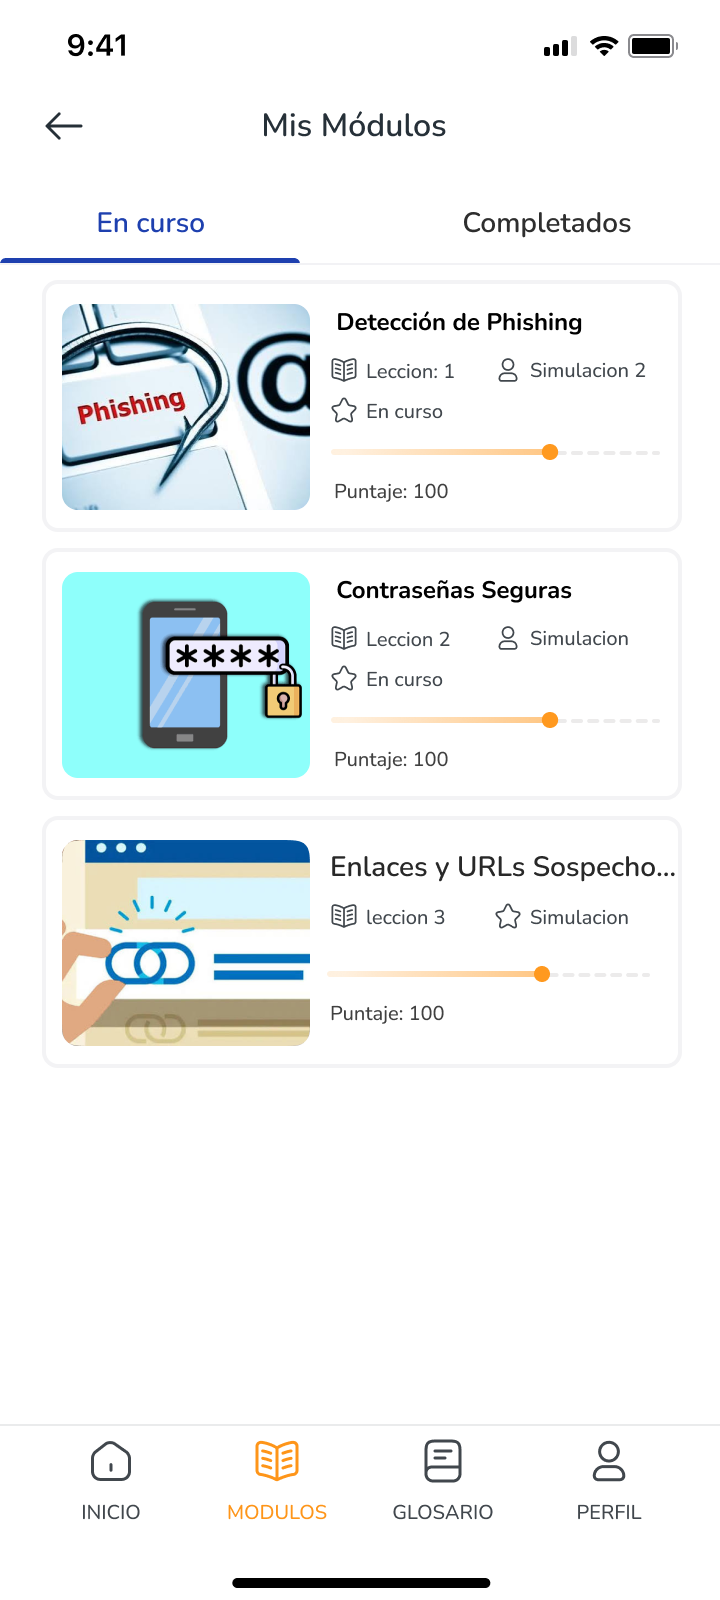 9:41
Mis Módulos
En curso
Completados
Phishing
@
Detección de Phishing
Leccion: 1
Simulacion 2
En curso
Puntaje: 100
****
Contraseñas Seguras
Leccion 2
Simulacion
En curso
Puntaje: 100
Enlaces y URLs Sospecho...
leccion 3
Simulacion
Puntaje: 100
INICIO
MODULOS
GLOSARIO
PERFIL